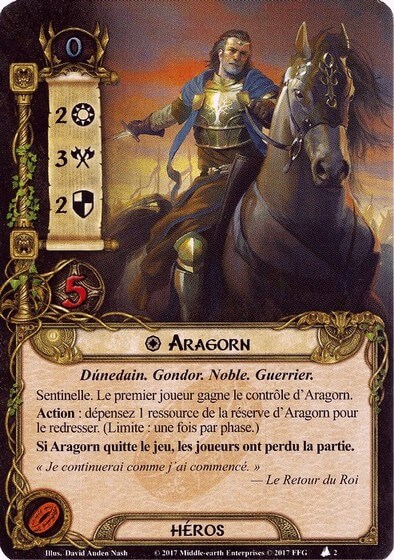 0
2
3
2
5
Aragorn
Dúnedain. Gondor. Noble. Guerrier.
Sentinelle. Le premier joueur gagne le contrôle d'Aragorn.
Action : dépensez 1 ressource de la réserve d'Aragorn pour
le redresser. (Limite : une fois par phase.)
Si Aragorn quitte le jeu, les joueurs ont perdu la partie.
« Je continuerai comme j'ai commencé. »
— Le Retour du Roi
HÉROS
Illus. David Auden Nash © 2017 Middle-earth Enterprises © 2017 FFG 2